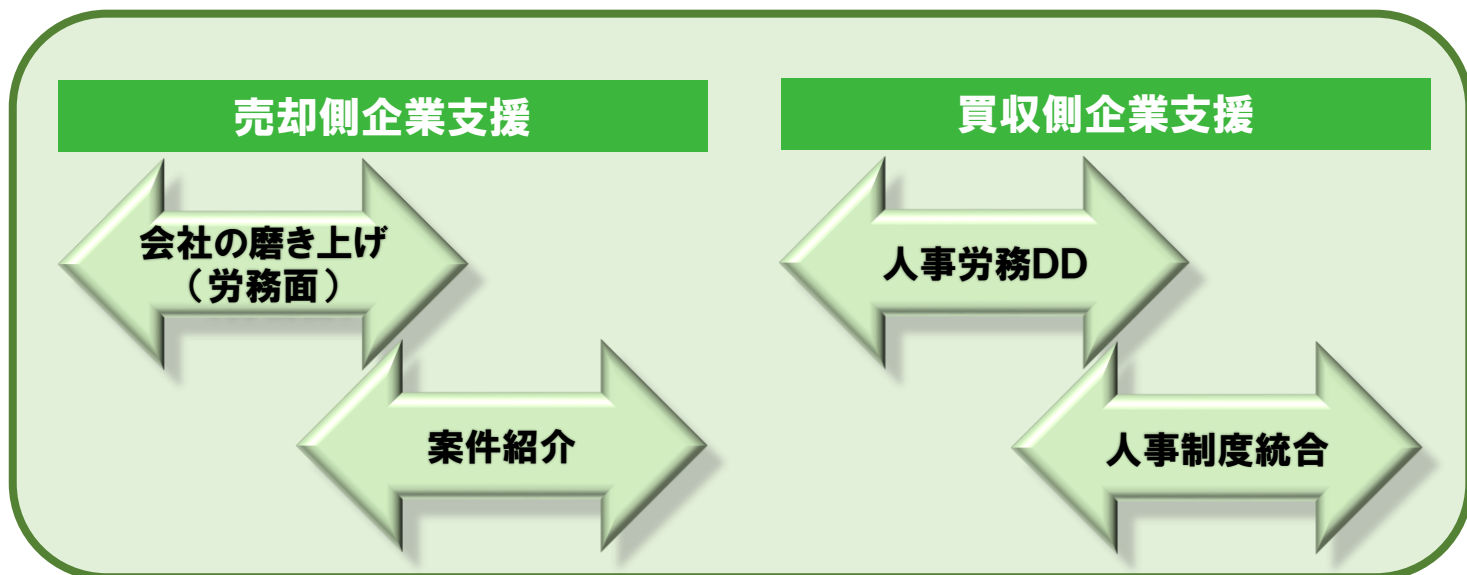 売却側企業支援
会社の磨き上げ
（労務面）
案件紹介
買収側企業支援
人事労務DD
人事制度統合